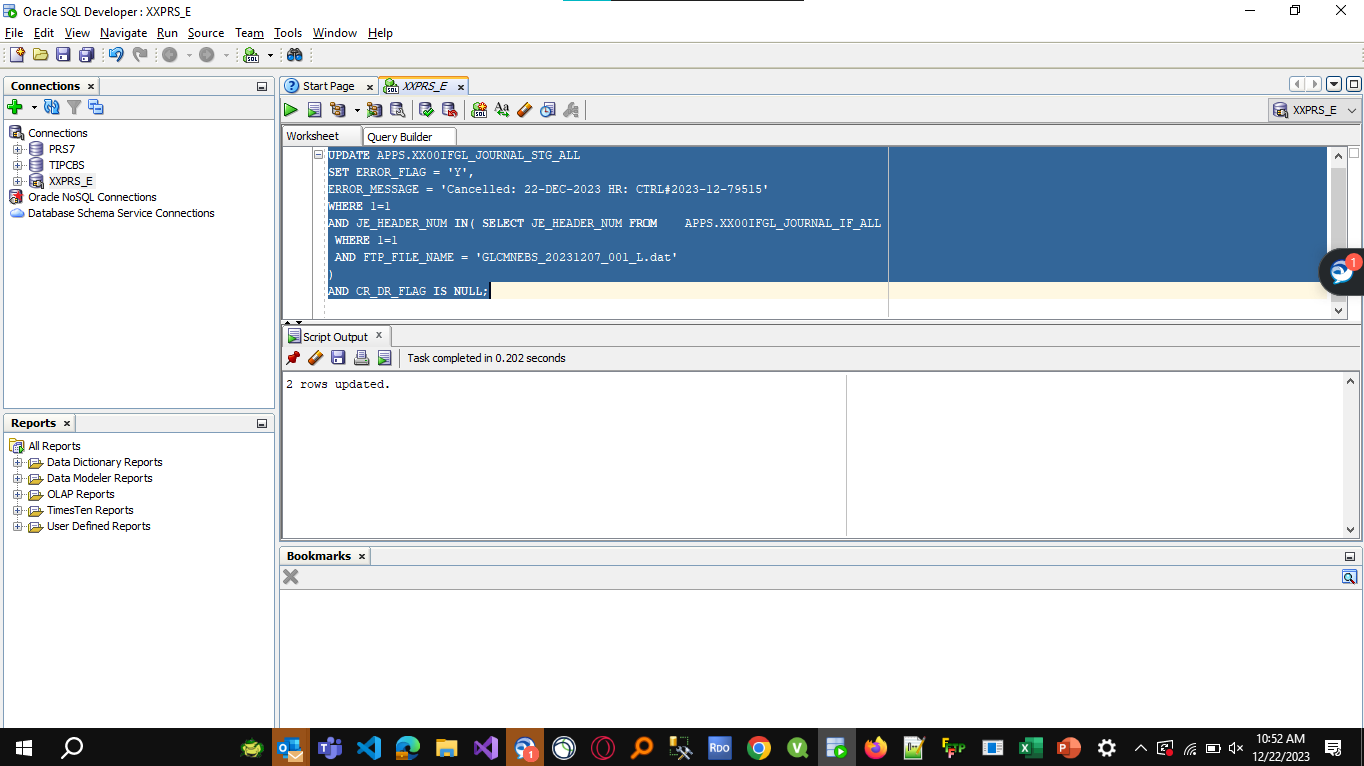 Oracle SQL Developer : XXPRS_E
File Edit View Navigate Run Source Team Tools Window Help
Connections
Connections
PRS7
TIPCBS
XXPRS_E
Oracle NoSQL Connections
Database Schema Service Connections
Reports
All Reports
Data Dictionary Reports
Data Modeler Reports
OLAP Reports
TimesTen Reports
User Defined Reports
Start Page
XXPRS_E
XXPRS_E
Worksheet Query Builder
UPDATE APPS.XX00IFGL_JOURNAL_STG_ALL
SET ERROR_FLAG = 'Y',
ERROR_MESSAGE = 'Cancelled: 22-DEC-2023 HR: CTRL#2023-12-79515'
WHERE 1=1
AND JE_HEADER_NUM IN( SELECT JE_HEADER_NUM FROM    APPS.XX00IFGL_JOURNAL_IF_ALL
 WHERE 1=1
 AND FTP_FILE_NAME = 'GLCMNEBS_20231207_001_L.dat'
)
AND CR_DR_FLAG IS NULL;
1
Script Output
Task completed in 0.202 seconds
2 rows updated.
Bookmarks
1
RDO
10:52 AM
12/22/2023